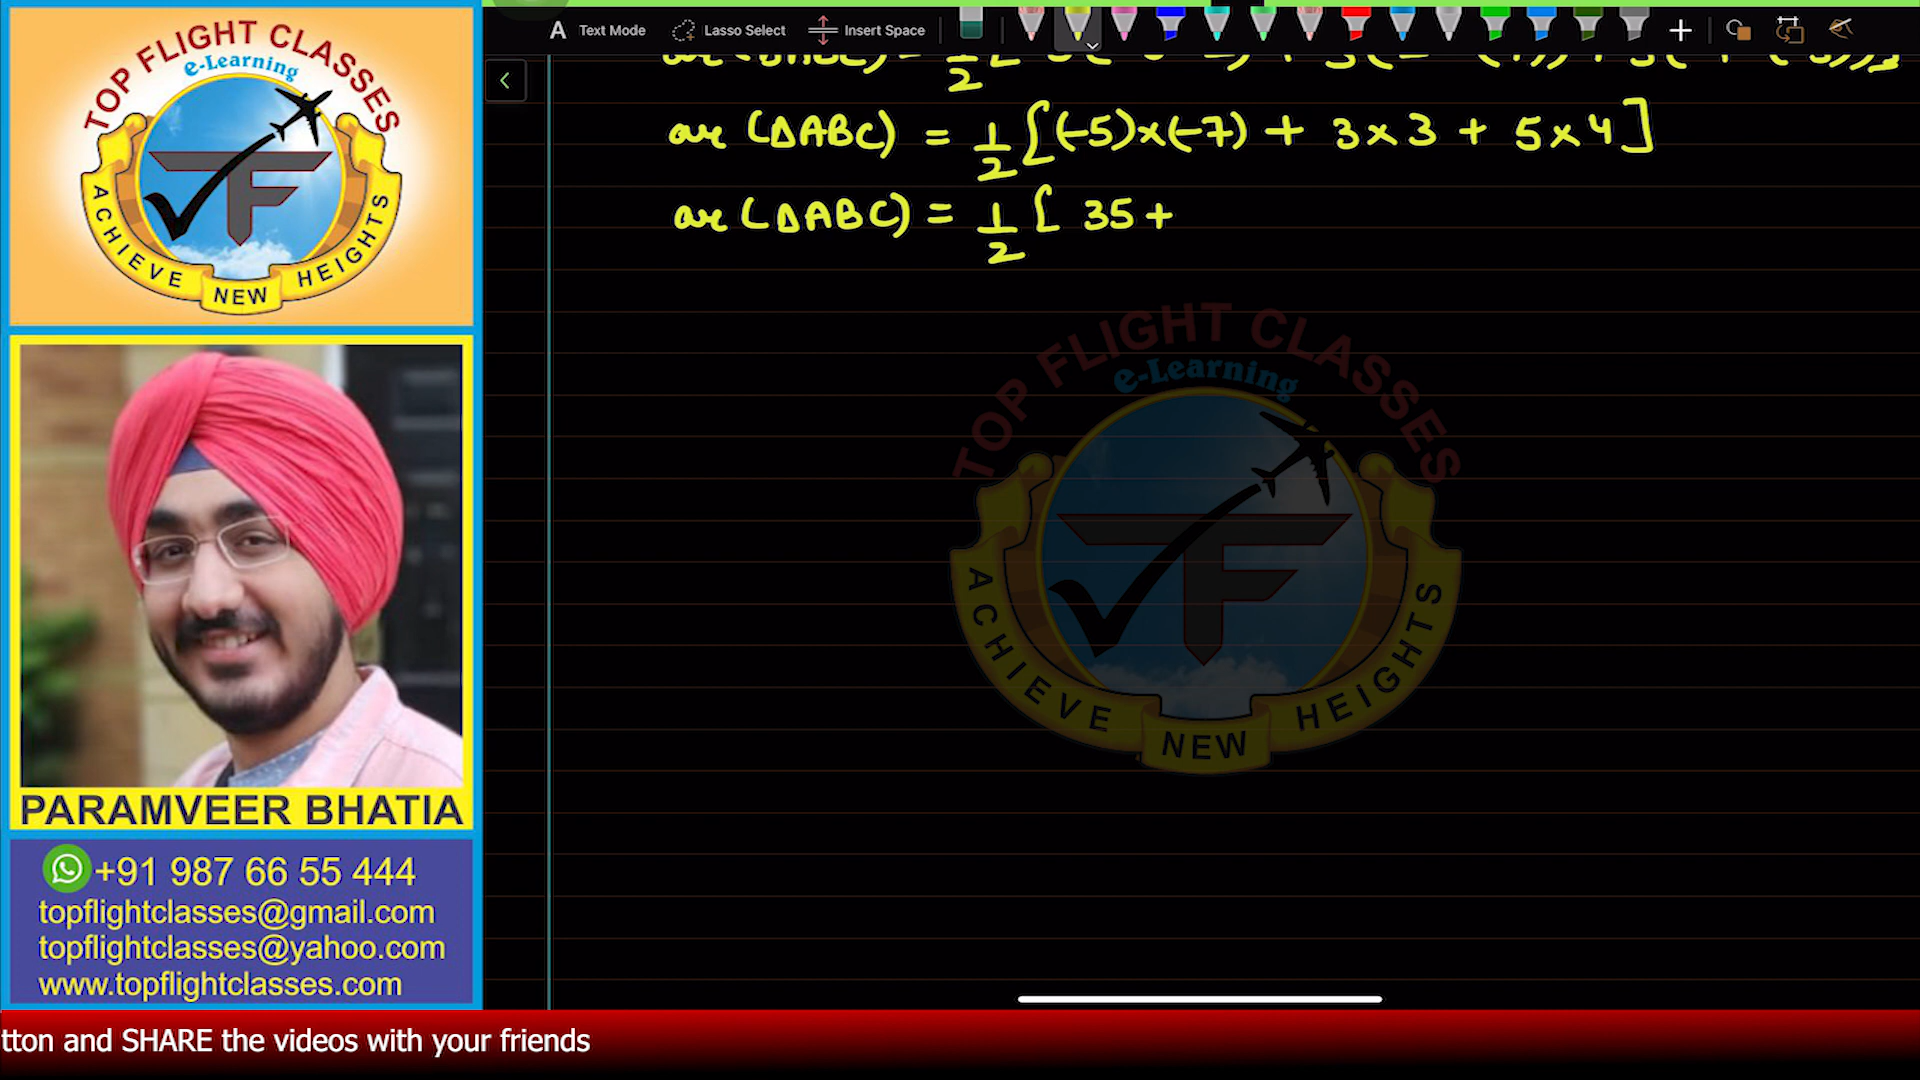 TOP FLIGHT CLASSES
e-Learning
TF
ACHIEVE NEW HEIGHTS
PARAMVEER BHATIA
+91 987 66 55 444
topflightclasses@gmail.com
topflightclasses@yahoo.com
www.topflightclasses.com
A Text Mode Lasso Select Insert Space
ar (ΔABC) = 1/2 [(-5)×(-7) + 3×3 + 5×4]
ar (ΔABC) = 1/2 [ 35 +
TOP FLIGHT CLASSES
e-Learning
TF
ACHIEVE NEW HEIGHTS
tton and SHARE the videos with your friends